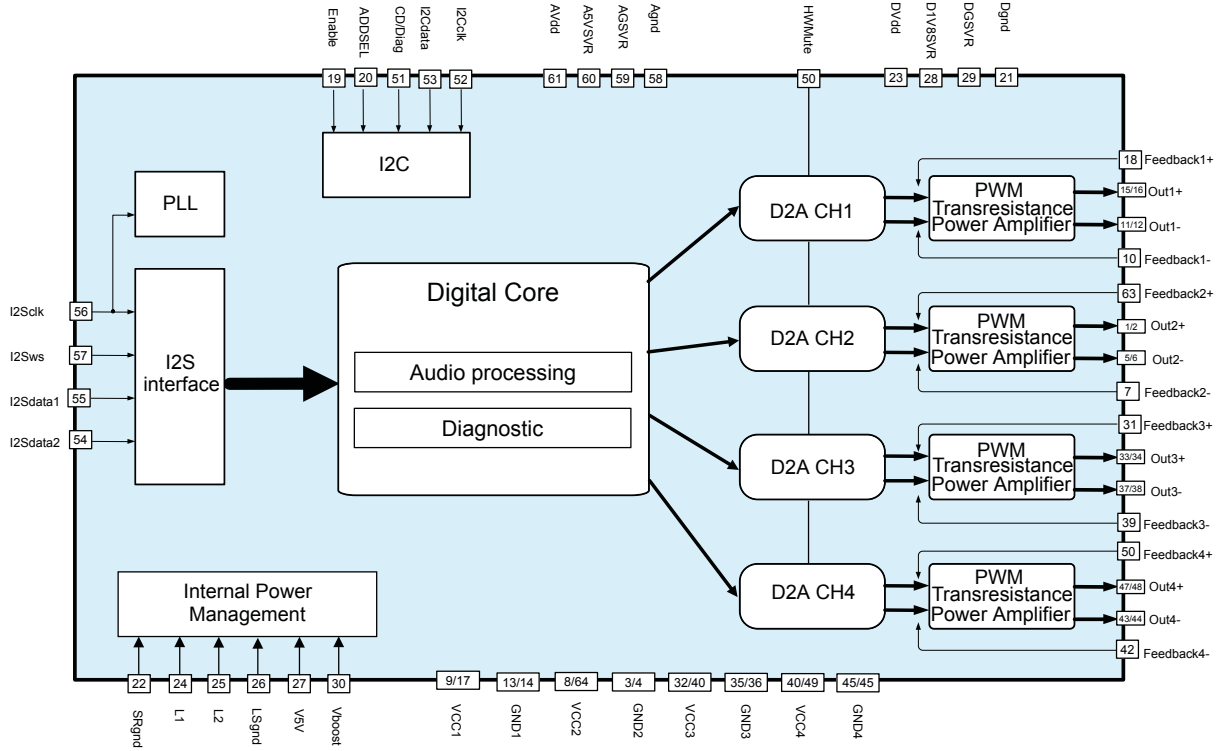 Enable
ADDSEL
CD/Diag
I2Cdata
I2Cclk
AVdd
A5VSVR
AGSVR
Agnd
HWMute
DVdd
D1V8SVR
DGSVR
Dgnd
19
20
51
53
52
61
60
59
58
50
23
28
29
21
I2C
PLL
I2Sclk
56
I2Sws
57
I2Sdata1
55
I2Sdata2
54
I2S
interface
Digital Core
Audio processing
Diagnostic
D2A CH1
PWM
Transresistance
Power Amplifier
18
Feedback1+
15/16
Out1+
11/12
Out1-
10
Feedback1-
D2A CH2
PWM
Transresistance
Power Amplifier
63
Feedback2+
1/2
Out2+
5/6
Out2-
7
Feedback2-
D2A CH3
PWM
Transresistance
Power Amplifier
31
Feedback3+
33/34
Out3+
37/38
Out3-
39
Feedback3-
D2A CH4
PWM
Transresistance
Power Amplifier
50
Feedback4+
47/48
Out4+
43/44
Out4-
42
Feedback4-
Internal Power
Management
22
24
25
26
27
30
9/17
13/14
8/64
3/4
32/40
35/36
40/49
45/45
SRgnd
L1
L2
LSgnd
V5V
Vboost
VCC1
GND1
VCC2
GND2
VCC3
GND3
VCC4
GND4